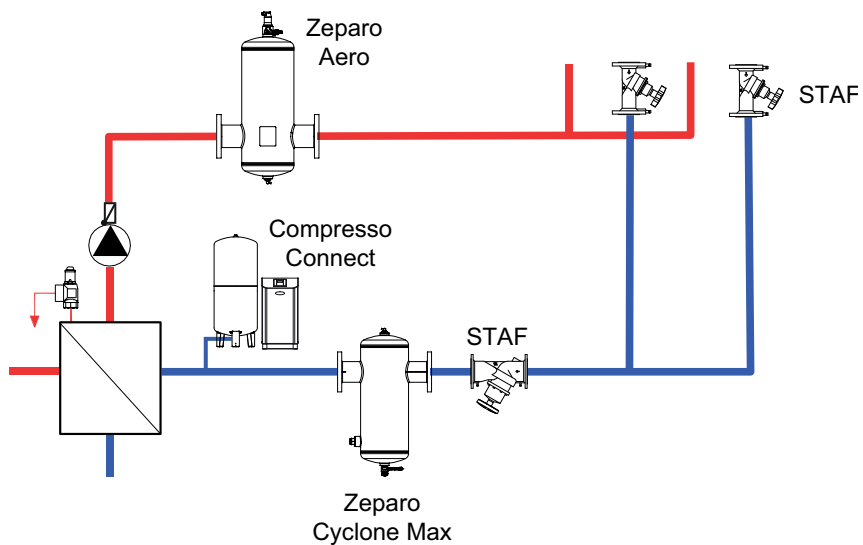 Zeparo
Aero
STAF
Compresso
Connect
STAF
Zeparo
Cyclone Max